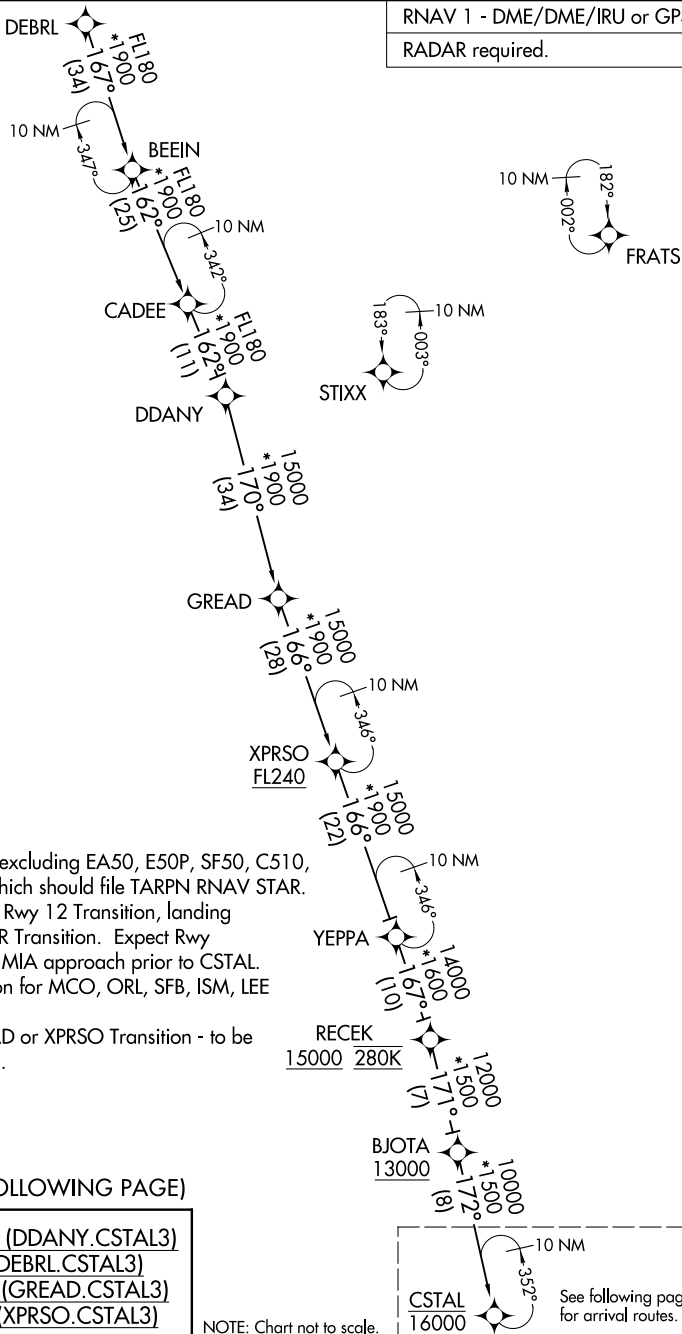 RNAV 1 - DME/DME/IRU or GP
RADAR required.
DEBRL
FL180
*1900
167°
(34)
10 NM
347°
BEEIN
FL180
*1900
162°
(25)
10 NM
342°
10 NM
182°
002°
FRATS
CADEE
FL180
*1900
162°
(11)
10 NM
183°
003°
STIXX
DDANY
15000
*1900
170°
(34)
GREAD
15000
*1900
166°
(28)
10 NM
346°
XPRSO
FL240
15000
*1900
166°
(22)
10 NM
346°
excluding EA50, E50P, SF50, C510,
hich should file TARPN RNAV STAR.
Rwy 12 Transition, landing
R Transition. Expect Rwy
MIA approach prior to CSTAL.
on for MCO, ORL, SFB, ISM, LEE
YEPPA
14000
*1600
167°
(10)
D or XPRSO Transition - to be
.
RECEK
15000 280K
12000
*1500
171°
(7)
BJOTA
13000
10000
*1500
172°
(8)
OLLOWING PAGE)
(DDANY.CSTAL3)
DEBRL.CSTAL3)
(GREAD.CSTAL3)
(XPRSO.CSTAL3)
NOTE: Chart not to scale.
10 NM
352°
CSTAL
16000
See following pag
for arrival routes.